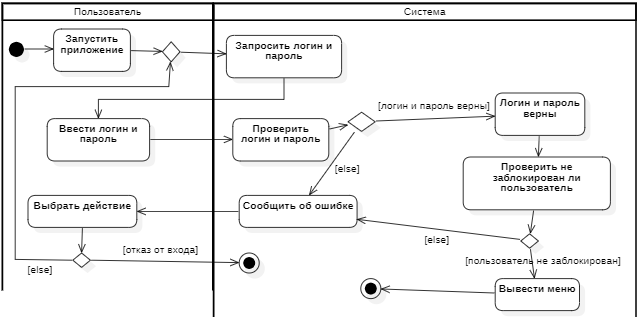 Пользователь
Система
Запустить
приложение
Запросить логин и
пароль
[логин и пароль верны]
Логин и пароль
верны
Ввести логин и
пароль
Проверить
логин и пароль
[else]
Проверить не
заблокирован ли
пользователь
Выбрать действие
Сообщить об ошибке
[else]
[отказ от входа]
[else]
[пользователь не заблокирован]
Вывести меню